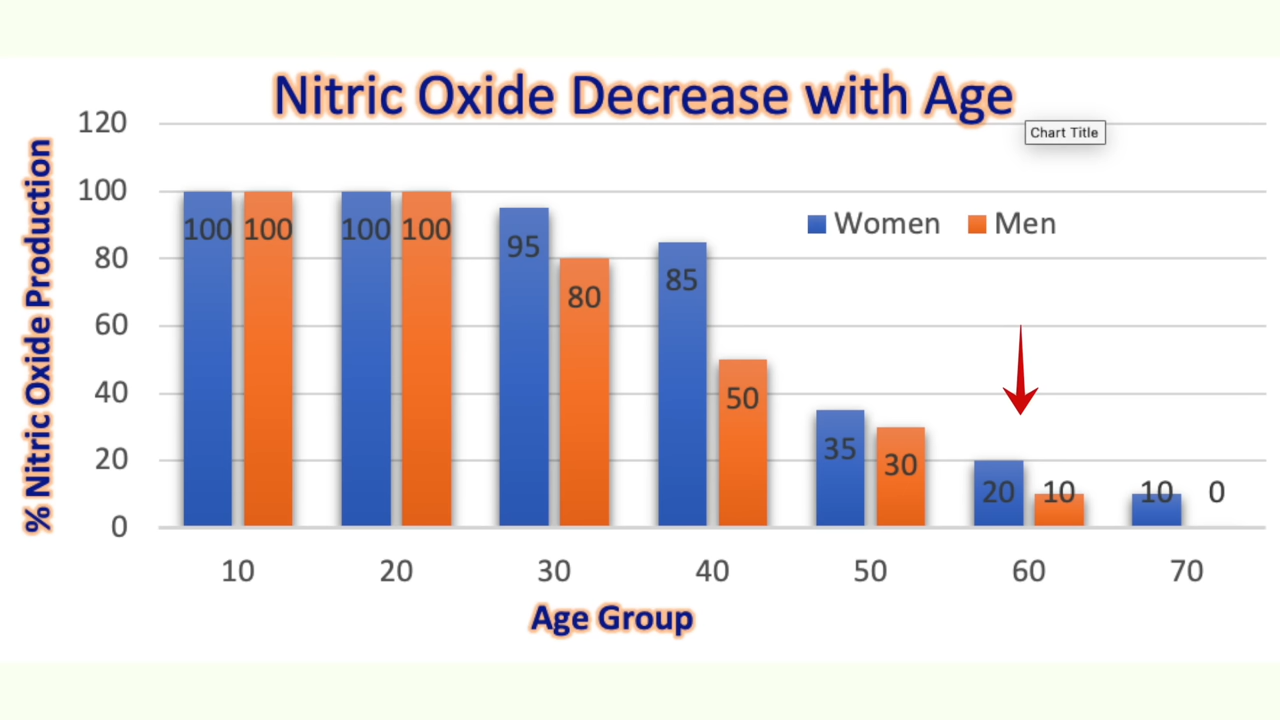 Nitric Oxide Decrease with Age
Chart Title
% Nitric Oxide Production
120
100
80
60
40
20
0
Women Men
100 100 100 100 95 80 85 50 35 30 20 10 10 0
10 20 30 40 50 60 70
Age Group